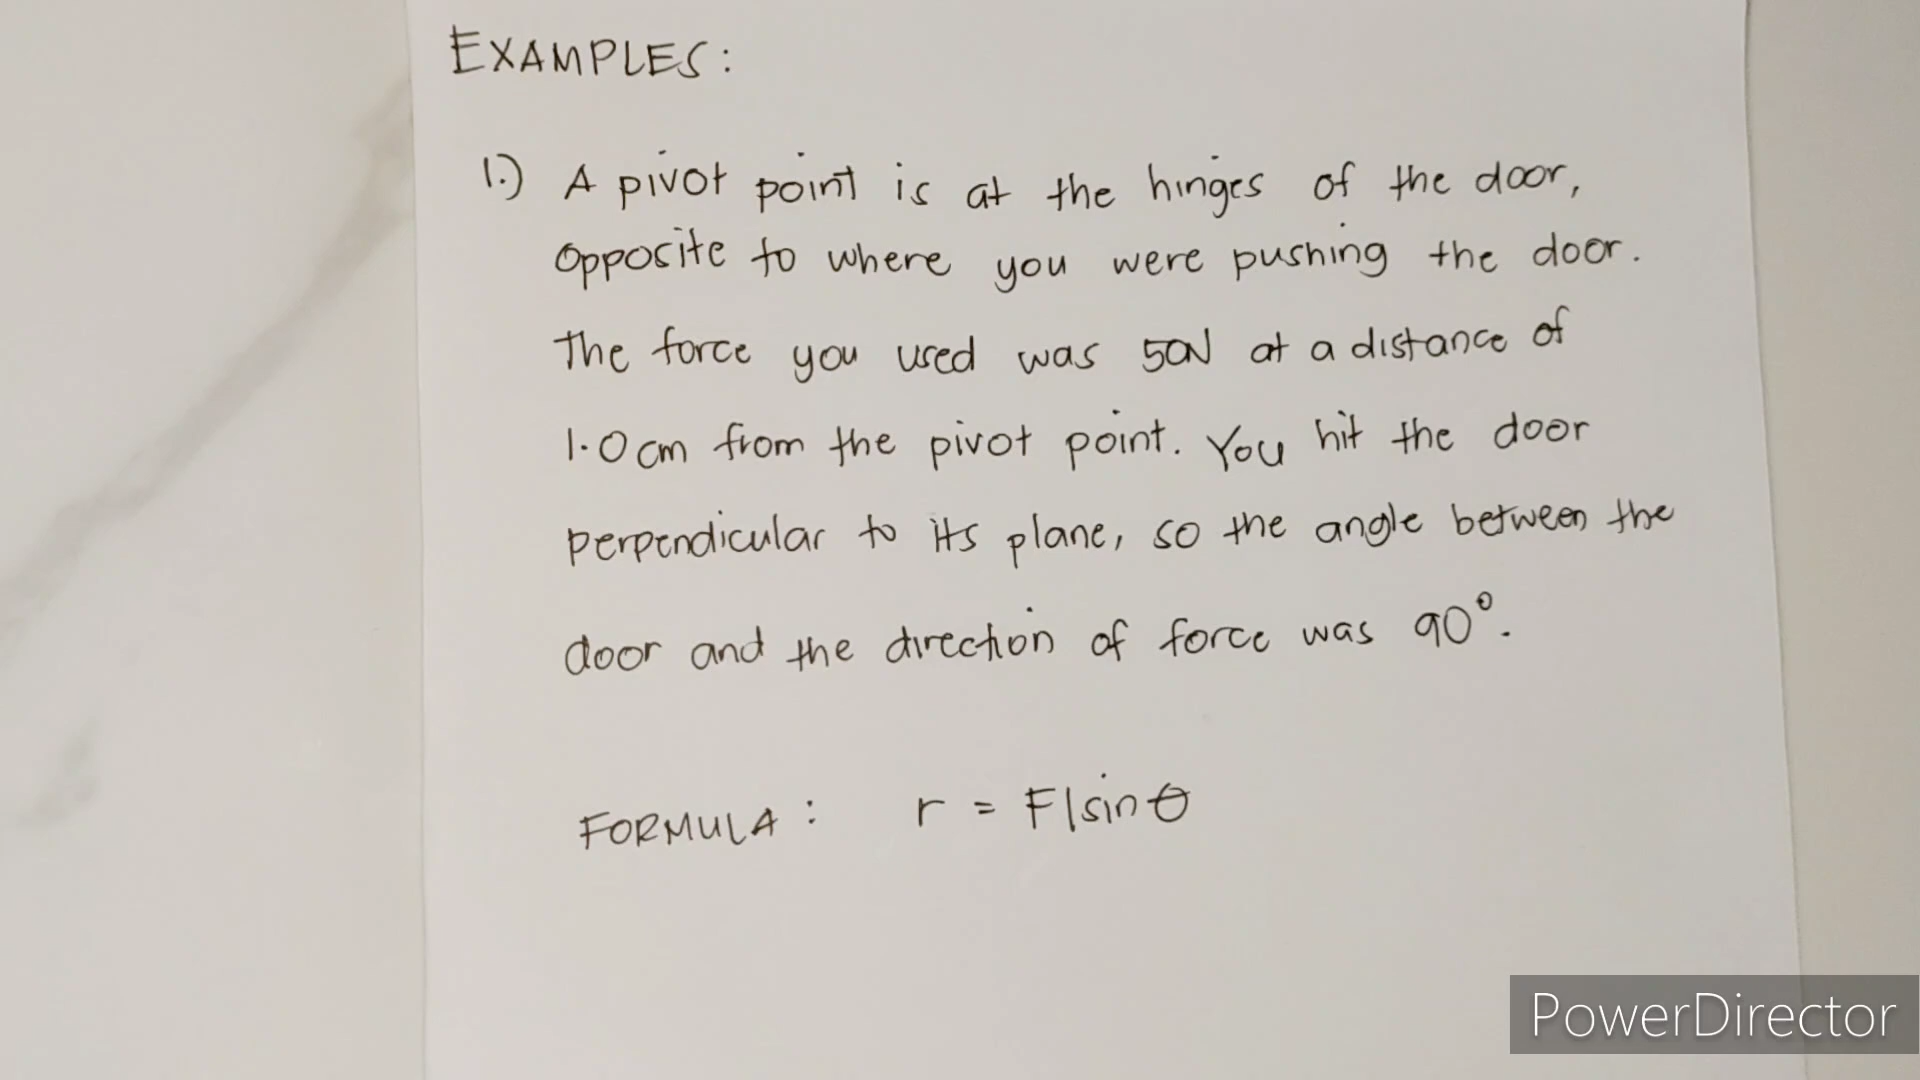 EXAMPLES:
1.) A pivot point is at the hinges of the door,
opposite to where you were pushing the door.
The force you used was 50N at a distance of
1.0cm from the pivot point. You hit the door
perpendicular to its plane, so the angle between the
door and the direction of force was 90°.
FORMULA: r = Flsinθ
PowerDirector